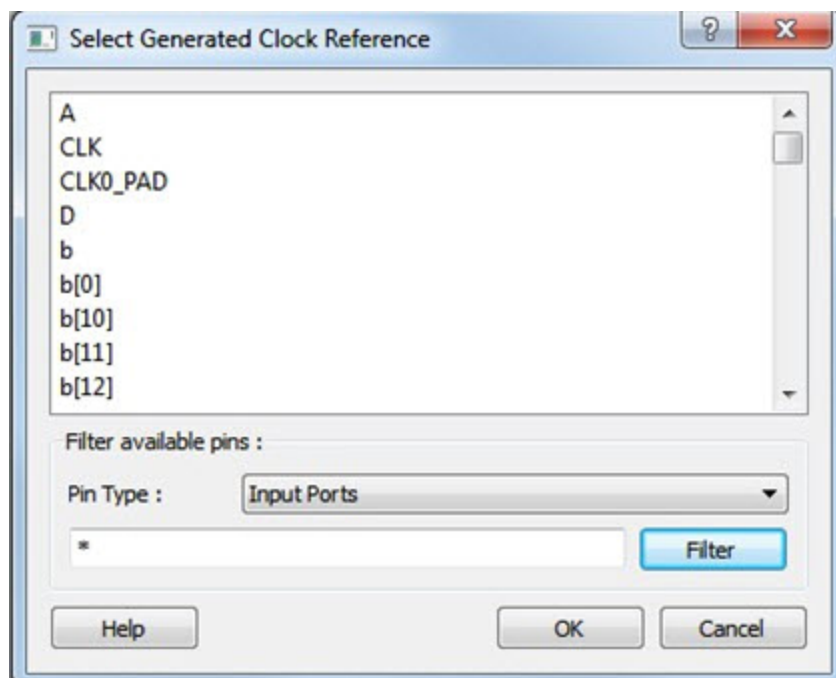 Select Generated Clock Reference
A
CLK
CLK0_PAD
D
b
b[0]
b[10]
b[11]
b[12]
Filter available pins :
Pin Type : Input Ports
* Filter
Help OK Cancel